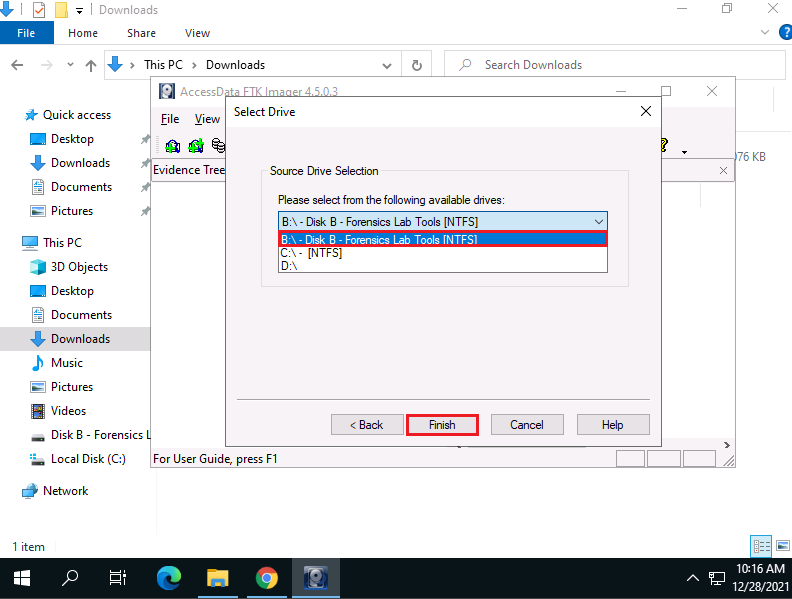 Downloads
File Home Share View
This PC Downloads
Search Downloads
AccessData FTK Imager 4.5.0.3
File View
Evidence Tree
Select Drive
Source Drive Selection
Please select from the following available drives:
B:\ - Disk B - Forensics Lab Tools [NTFS]
B:\ - Disk B - Forensics Lab Tools [NTFS]
C:\ - [NTFS]
D:\
< Back Finish Cancel Help
For User Guide, press F1
Quick access
Desktop
Downloads
Documents
Pictures
This PC
3D Objects
Desktop
Documents
Downloads
Music
Pictures
Videos
Disk B - Forensics L
Local Disk (C:)
Network
076 KB
1 item
10:16 AM
12/28/2021